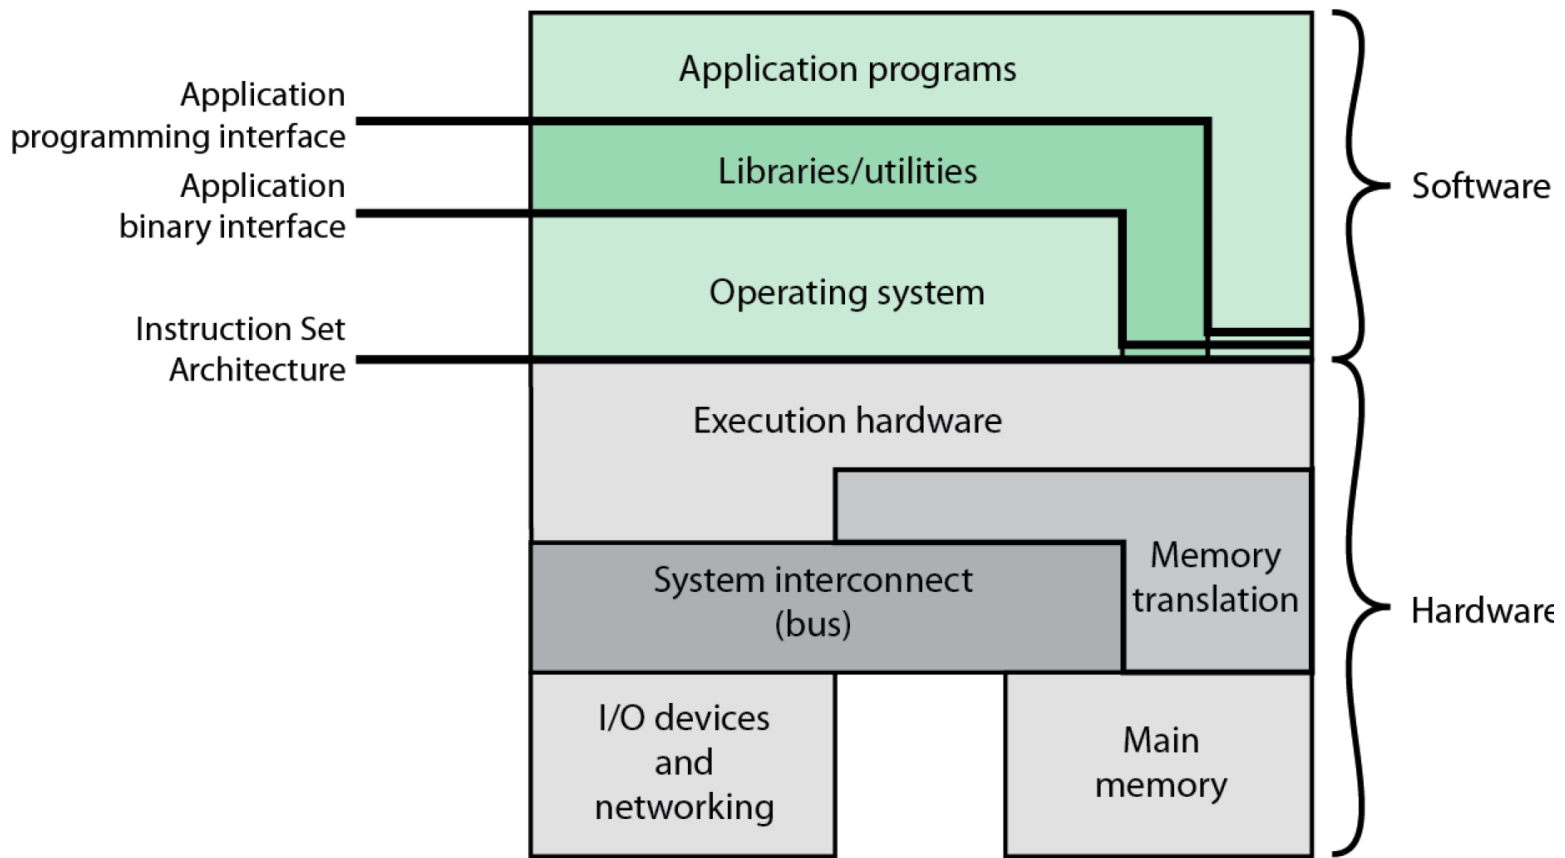 Application programs
Application
programming interface
Libraries/utilities
Application
binary interface
Operating system
Software
Instruction Set
Architecture
Execution hardware
Memory
translation
System interconnect
(bus)
Hardware
I/O devices
and
networking
Main
memory